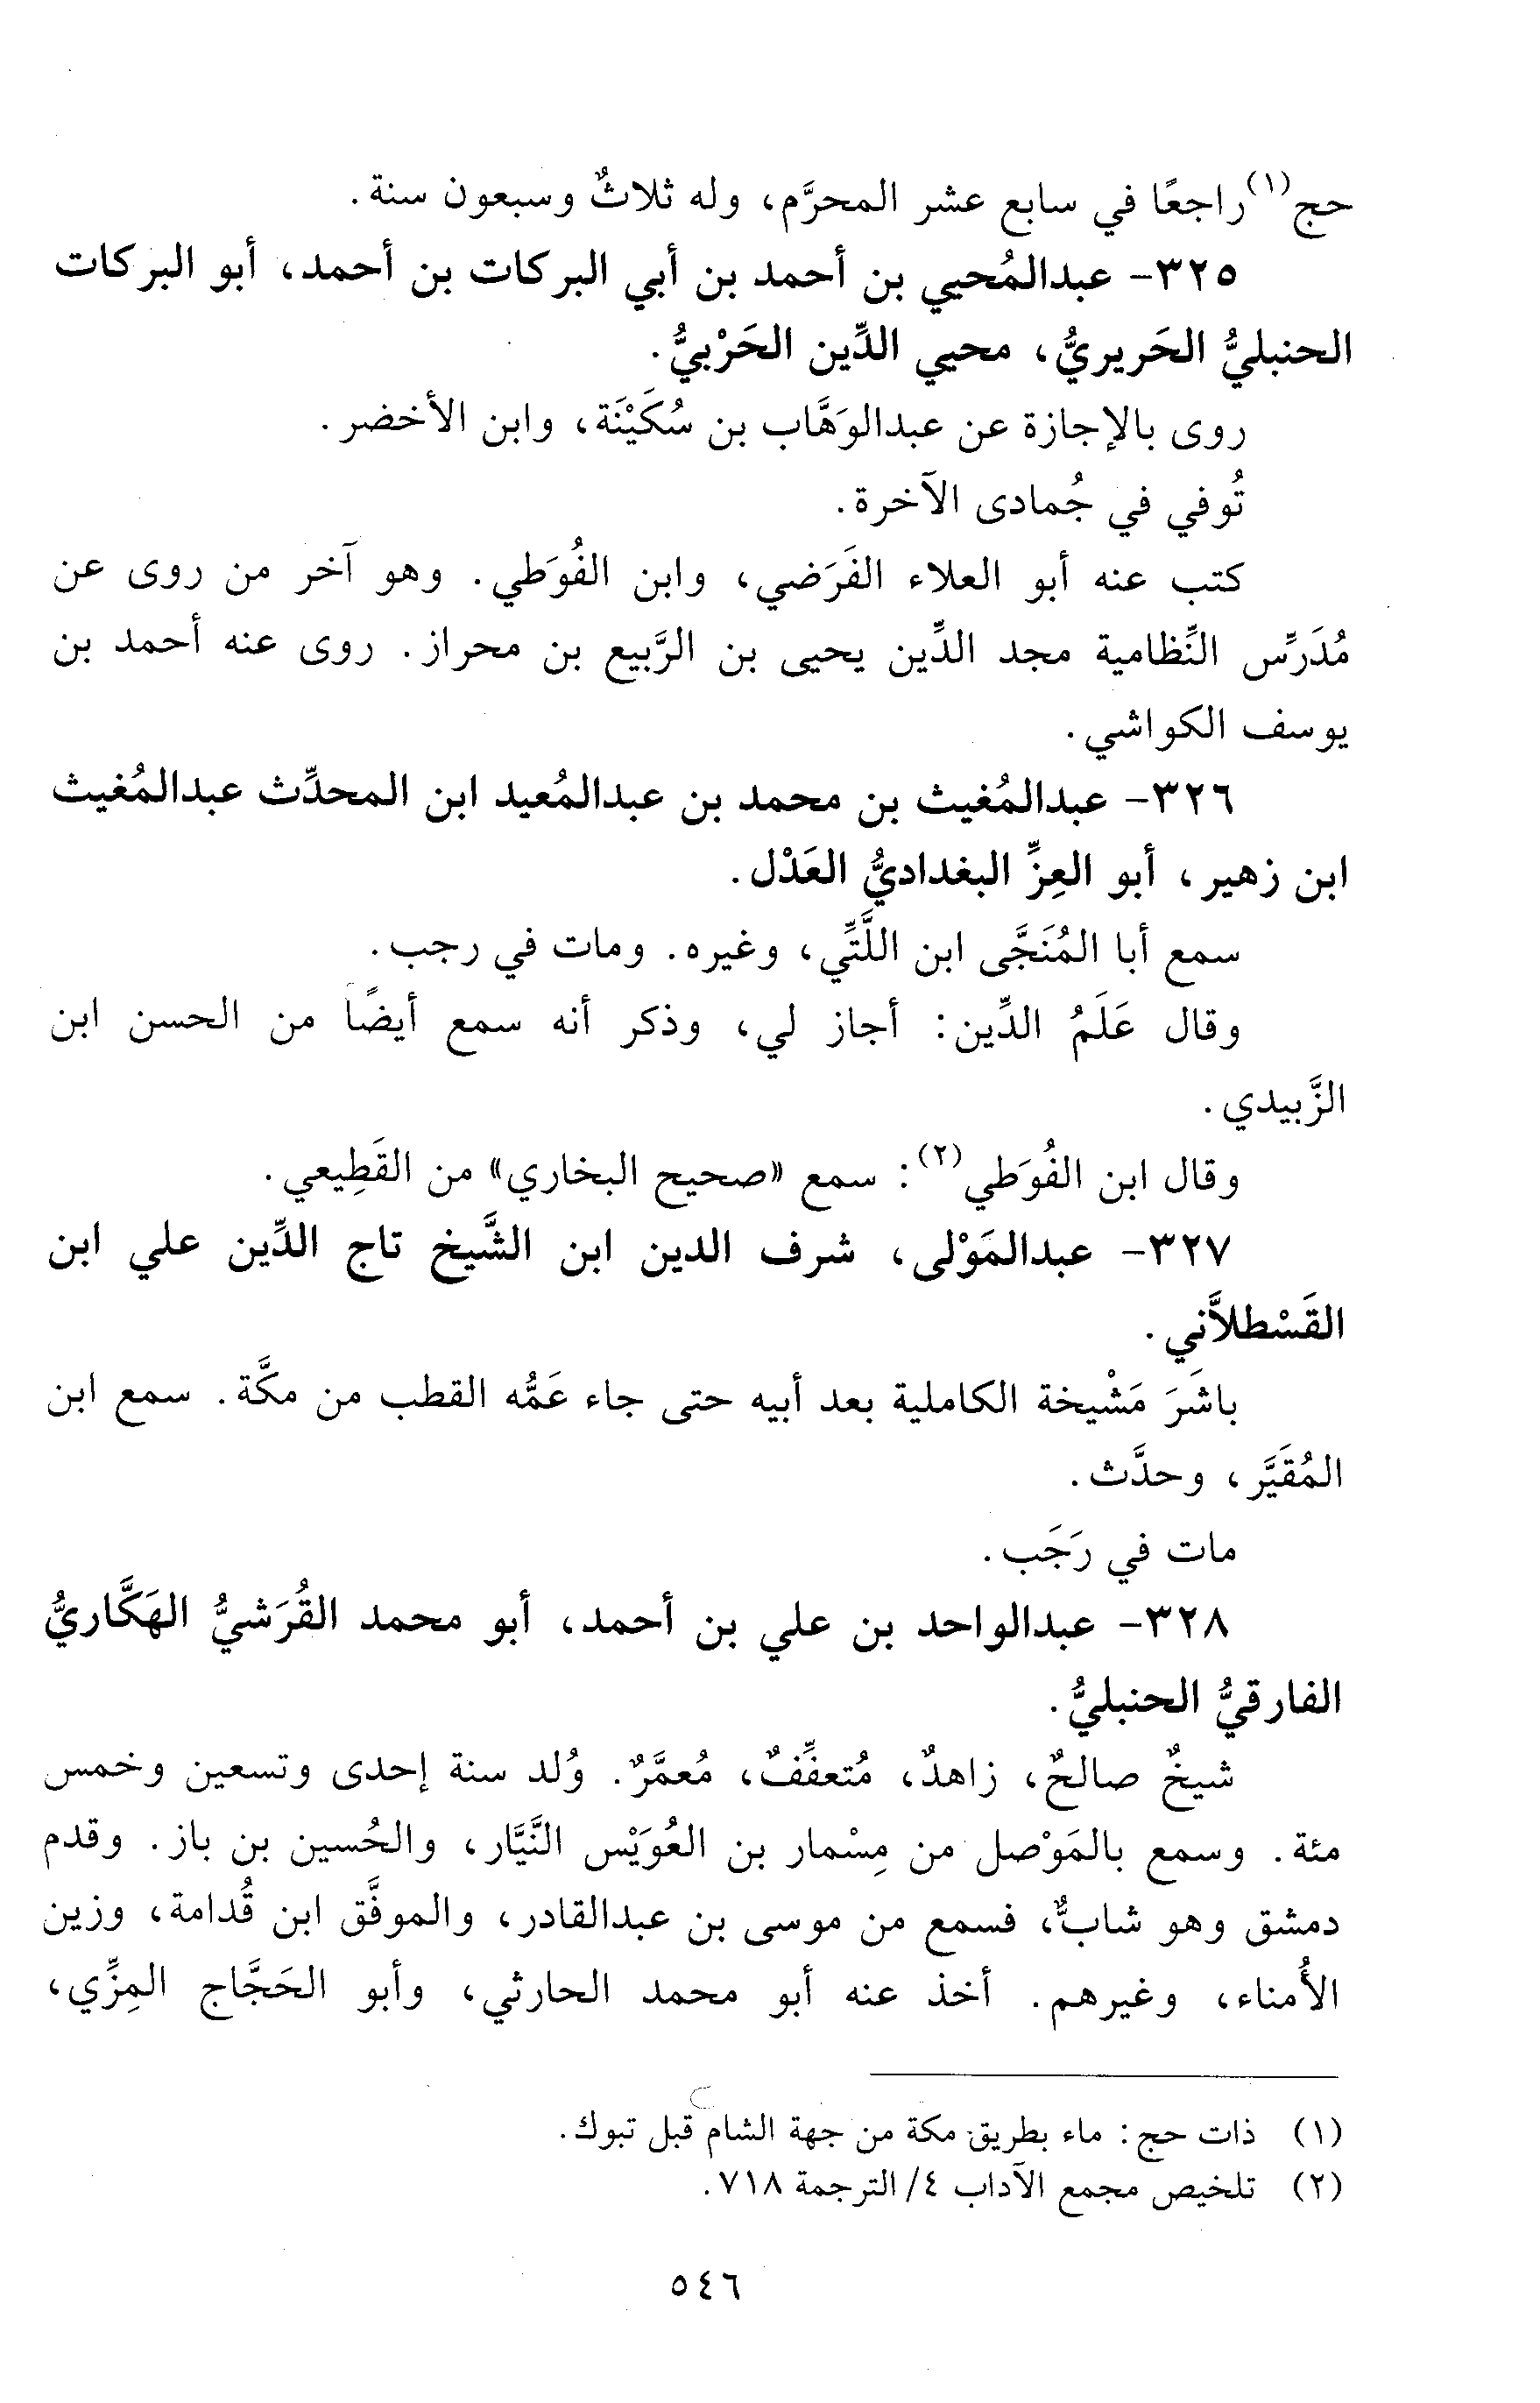 حج(١) راجعًا في سابع عشر المحرَّم، وله ثلاثٌ وسبعون سنة.
٣٢٥- عبدالمُحيي بن أحمد بن أبي البركات بن أحمد، أبو البركات
الحنبليُّ الحَريريُّ، محيي الدِّين الحَرْبيُّ.
روى بالإجازة عن عبدالوَهَّاب بن سُكَيْنَة، وابن الأخضر.
تُوفي في جُمادى الآخرة.
كتب عنه أبو العلاء الفَرَضي، وابن الفُوَطي. وهو آخر من روى عن
مُدَرِّس النِّظامية مجد الدِّين يحيى بن الرَّبيع بن محراز. روى عنه أحمد بن
يوسف الكواشي.
٣٢٦- عبدالمُغيث بن محمد بن عبدالمُعيد ابن المحدِّث عبدالمُغيث
ابن زهير، أبو العِزِّ البغداديُّ العَدْل.
سمع أبا المُنَجَّى ابن اللَّتِّي، وغيره. ومات في رجب.
وقال عَلَمُ الدِّين: أجاز لي، وذكر أنه سمع أيضًا من الحسن ابن
الزَّبيدي.
وقال ابن الفُوَطي(٢): سمع «صحيح البخاري» من القَطِيعي.
٣٢٧- عبدالمَوْلى، شرف الدين ابن الشَّيخ تاج الدِّين علي ابن
القَسْطلاَّني.
باشَرَ مَشْيخة الكاملية بعد أبيه حتى جاء عَمُّه القطب من مكَّة. سمع ابن
المُقَيَّر، وحدَّث.
مات في رَجَب.
٣٢٨- عبدالواحد بن علي بن أحمد، أبو محمد القُرَشيُّ الهَكَّاريُّ
الفارقيُّ الحنبليُّ.
شيخٌ صالحٌ، زاهدٌ، مُتعفِّفٌ، مُعمَّرٌ. وُلد سنة إحدى وتسعين وخمس
مئة. وسمع بالمَوْصل من مِسْمار بن العُوَيْس النَّيَّار، والحُسين بن باز. وقدم
دمشق وهو شابٌّ، فسمع من موسى بن عبدالقادر، والموفَّق ابن قُدامة، وزين
الأُمناء، وغيرهم. أخذ عنه أبو محمد الحارثي، وأبو الحَجَّاج المِزِّي،
(١) ذات حج: ماء بطريق مكة من جهة الشام قبل تبوك.
(٢) تلخيص مجمع الآداب ٤/ الترجمة ٧١٨.
٥٤٦